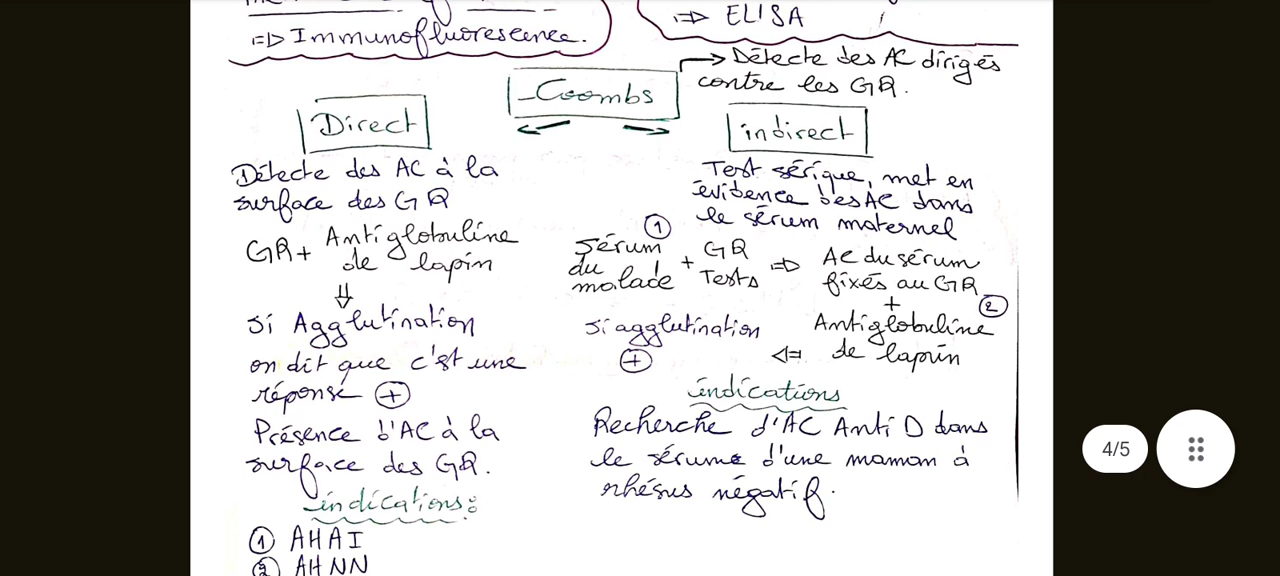 => Immunofluorescence.
=> ELISA
Coombs
→ Détecte des AC dirigés
contre les GR.
Direct
Détecte des AC à la
surface des GR
GR + Antiglobuline
de lapin
⇓
Si Agglutination
on dit que c'est une
réponse +
Présence d'AC à la
surface des GR.
indications:
1 AHAI
2 AHNN
indirect
Test sérique, met en
évidence des AC dans
le sérum maternel
1
Sérum du malade + GR Tests => AC du sérum
fixés au GR
+
2
Antiglobuline
de lapin
<=
si agglutination
+
indications
Recherche d'AC Anti D dans
le sérum d'une maman à
rhésus négatif.
4/5